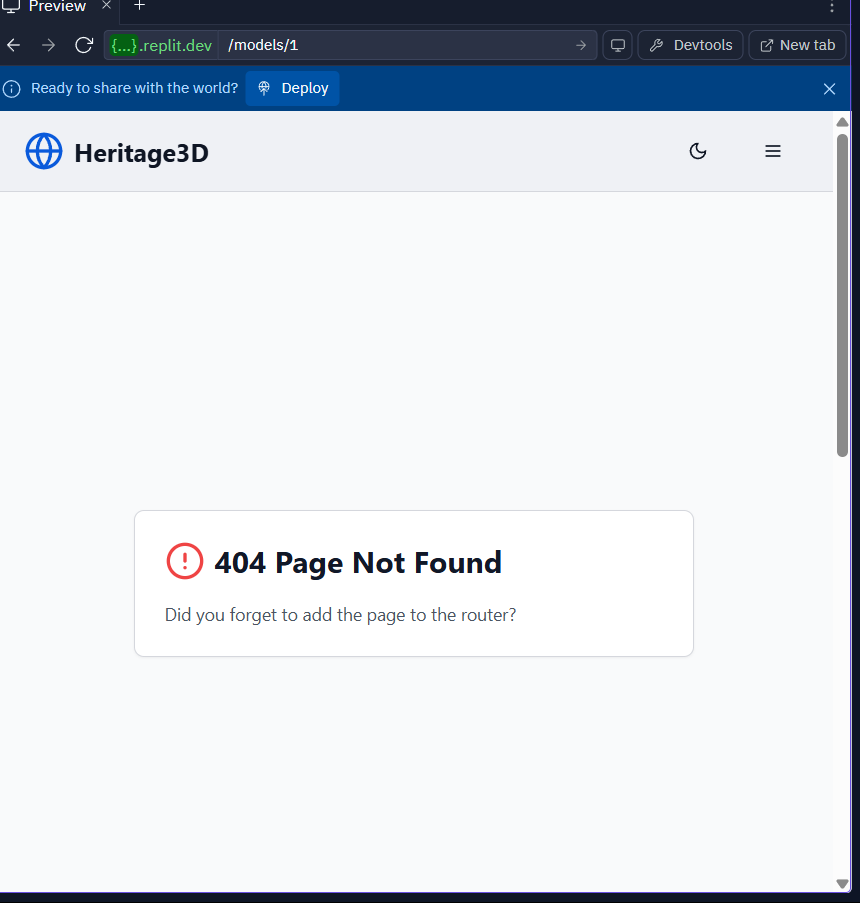 Preview
{...}.replit.dev /models/1 Devtools New tab
Ready to share with the world? Deploy
Heritage3D
404 Page Not Found
Did you forget to add the page to the router?